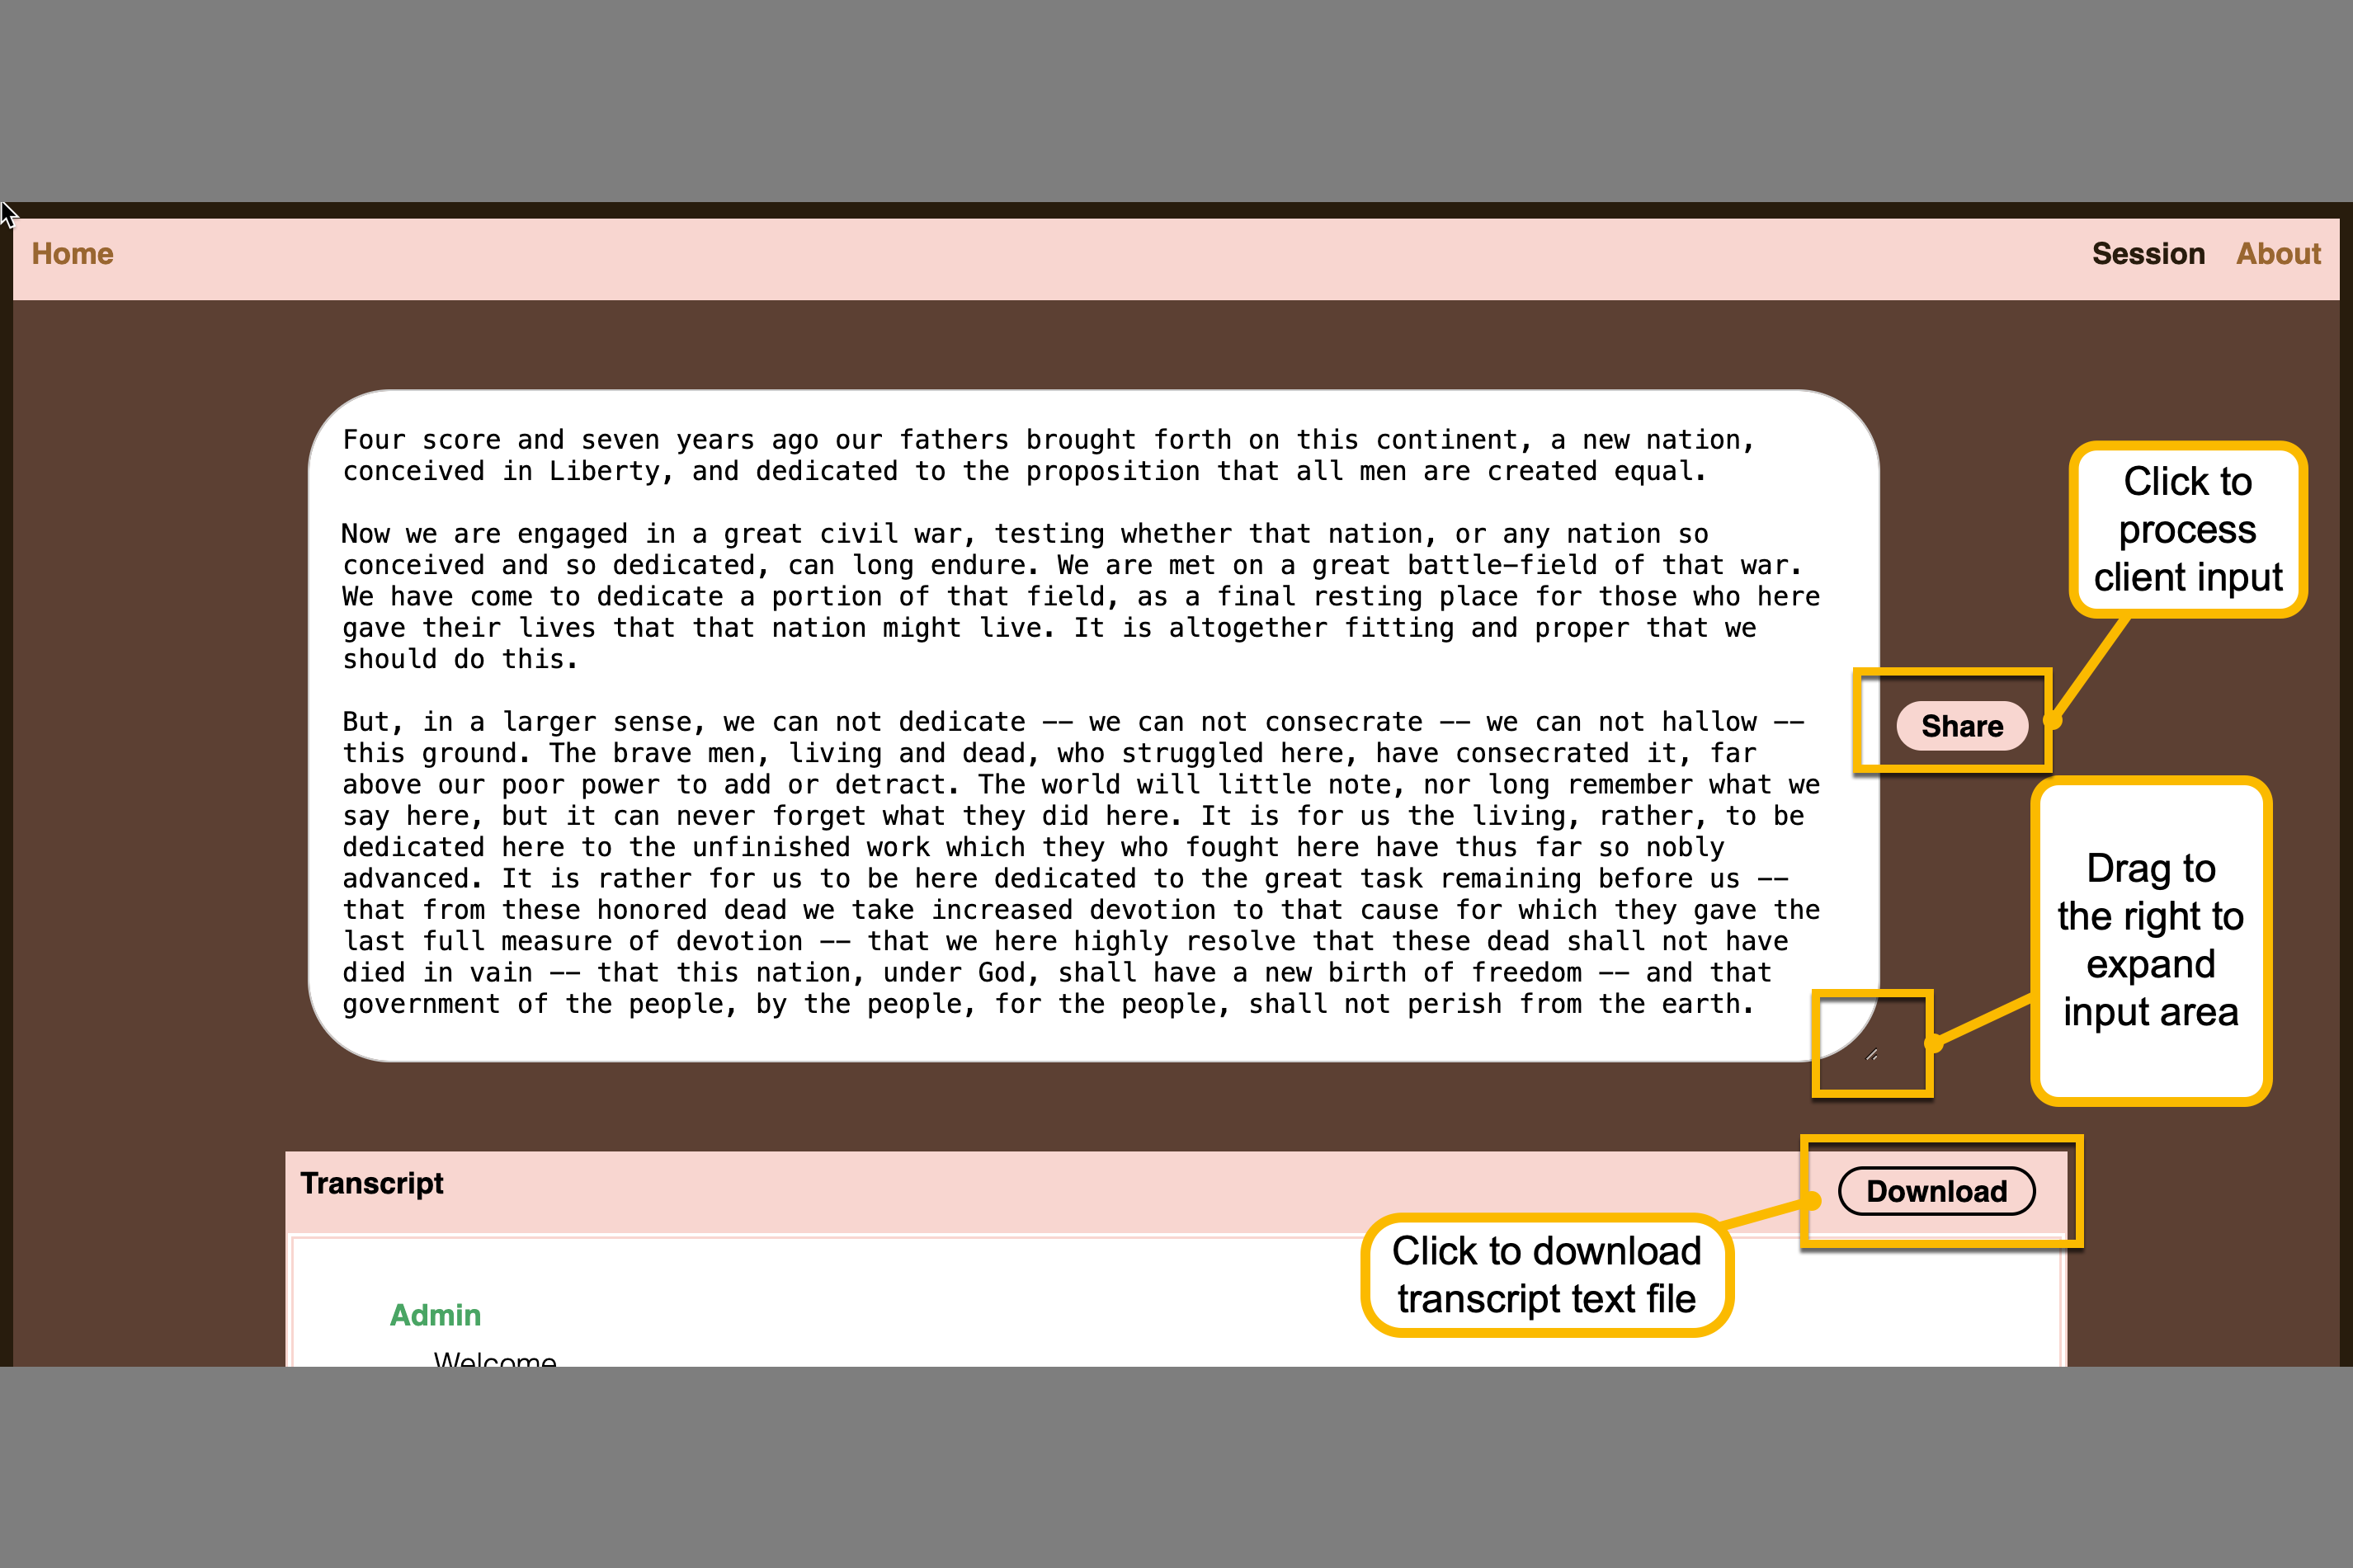 Home
Session
About
Four score and seven years ago our fathers brought forth on this continent, a new nation,
conceived in Liberty, and dedicated to the proposition that all men are created equal.
Now we are engaged in a great civil war, testing whether that nation, or any nation so
conceived and so dedicated, can long endure. We are met on a great battle-field of that war.
We have come to dedicate a portion of that field, as a final resting place for those who here
gave their lives that that nation might live. It is altogether fitting and proper that we
should do this.
But, in a larger sense, we can not dedicate -- we can not consecrate -- we can not hallow --
this ground. The brave men, living and dead, who struggled here, have consecrated it, far
above our poor power to add or detract. The world will little note, nor long remember what we
say here, but it can never forget what they did here. It is for us the living, rather, to be
dedicated here to the unfinished work which they who fought here have thus far so nobly
advanced. It is rather for us to be here dedicated to the great task remaining before us --
that from these honored dead we take increased devotion to that cause for which they gave the
last full measure of devotion -- that we here highly resolve that these dead shall not have
died in vain -- that this nation, under God, shall have a new birth of freedom -- and that
government of the people, by the people, for the people, shall not perish from the earth.
Click to
process
client input
Share
Drag to
the right to
expand
input area
Transcript
Download
Click to download
transcript text file
Admin
Welcome